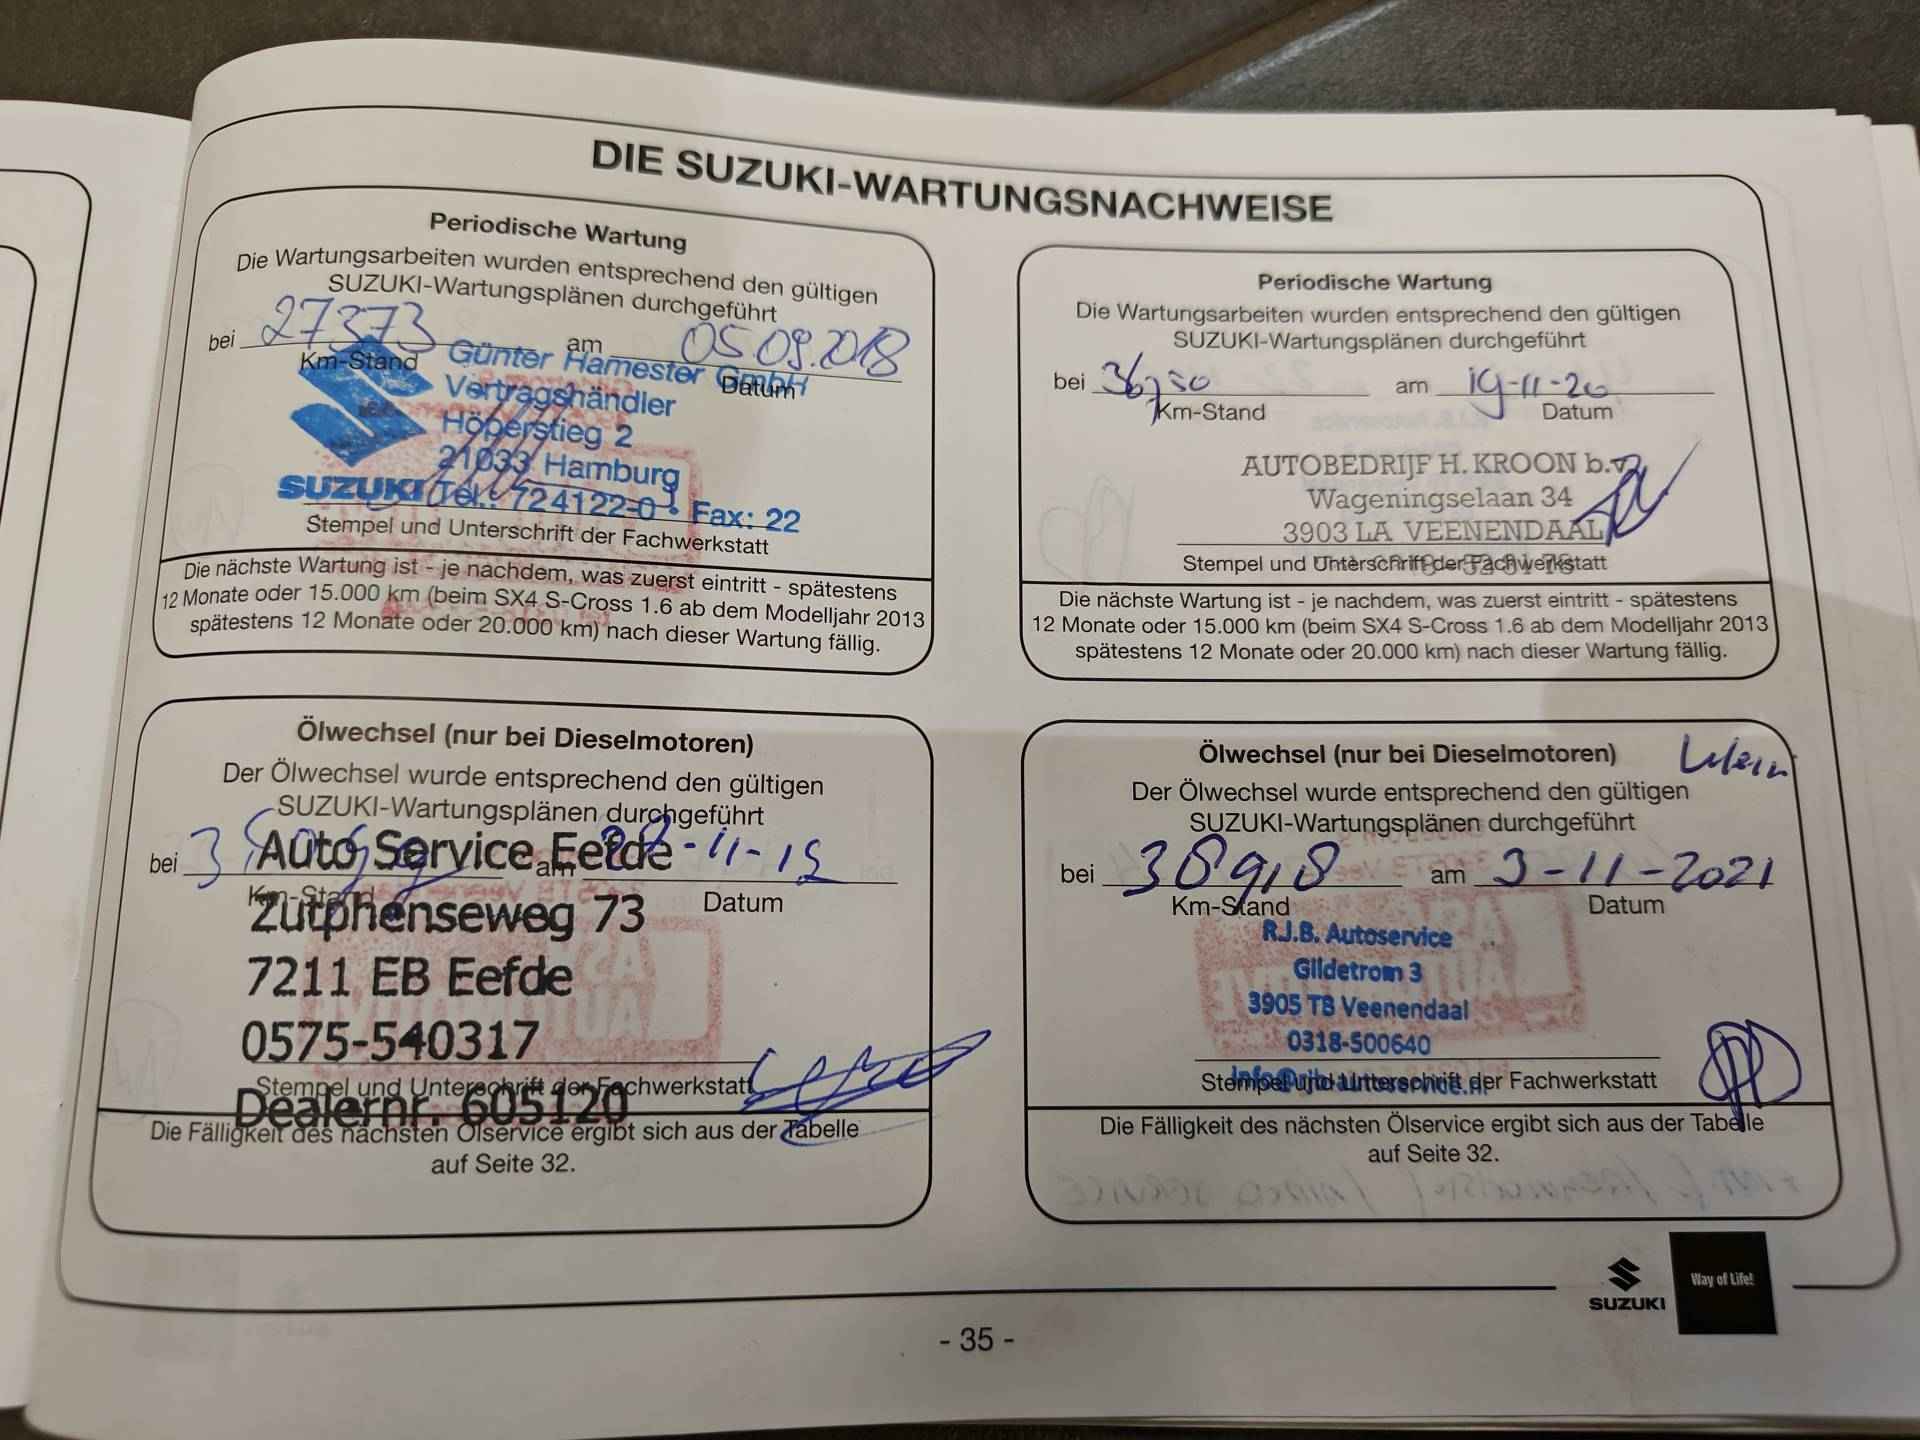 DIE SUZUKI-WARTUNGSNACHWEISE
Periodische Wartung
Die Wartungsarbeiten wurden entsprechend den gültigen
SUZUKI-Wartungsplänen durchgeführt
bei 27373 am 05.09.2018
Km-Stand Datum
Günter Hamester GmbH
Vertragshändler
Höperstieg 2
21033 Hamburg
SUZUKI Tel.: 724122-0 • Fax: 22
Stempel und Unterschrift der Fachwerkstatt
Die nächste Wartung ist - je nachdem, was zuerst eintritt - spätestens
12 Monate oder 15.000 km (beim SX4 S-Cross 1.6 ab dem Modelljahr 2013
spätestens 12 Monate oder 20.000 km) nach dieser Wartung fällig.
Periodische Wartung
Die Wartungsarbeiten wurden entsprechend den gültigen
SUZUKI-Wartungsplänen durchgeführt
bei am 19-11-20
Km-Stand Datum
AUTOBEDRIJF H. KROON b.v.
Wageningselaan 34
3903 LA VEENENDAAL
Stempel und Unterschrift der Fachwerkstatt
Die nächste Wartung ist - je nachdem, was zuerst eintritt - spätestens
12 Monate oder 15.000 km (beim SX4 S-Cross 1.6 ab dem Modelljahr 2013
spätestens 12 Monate oder 20.000 km) nach dieser Wartung fällig.
Ölwechsel (nur bei Dieselmotoren)
Der Ölwechsel wurde entsprechend den gültigen
SUZUKI-Wartungsplänen durchgeführt
bei am
Km-Stand Datum
Auto Service Eefde
Zutphenseweg 73
7211 EB Eefde
0575-540317
Stempel und Unterschrift der Fachwerkstatt
Dealernr. 605120
Die Fälligkeit des nächsten Ölservice ergibt sich aus der Tabelle
auf Seite 32.
Ölwechsel (nur bei Dieselmotoren)
Der Ölwechsel wurde entsprechend den gültigen
SUZUKI-Wartungsplänen durchgeführt
bei 38918 am 3-11-2021
Km-Stand Datum
R.J.B. Autoservice
Gildetrom 3
3905 TB Veenendaal
0318-500640
Stempel und Unterschrift der Fachwerkstatt
Die Fälligkeit des nächsten Ölservice ergibt sich aus der Tabelle
auf Seite 32.
SUZUKI
Way of Life!
- 35 -